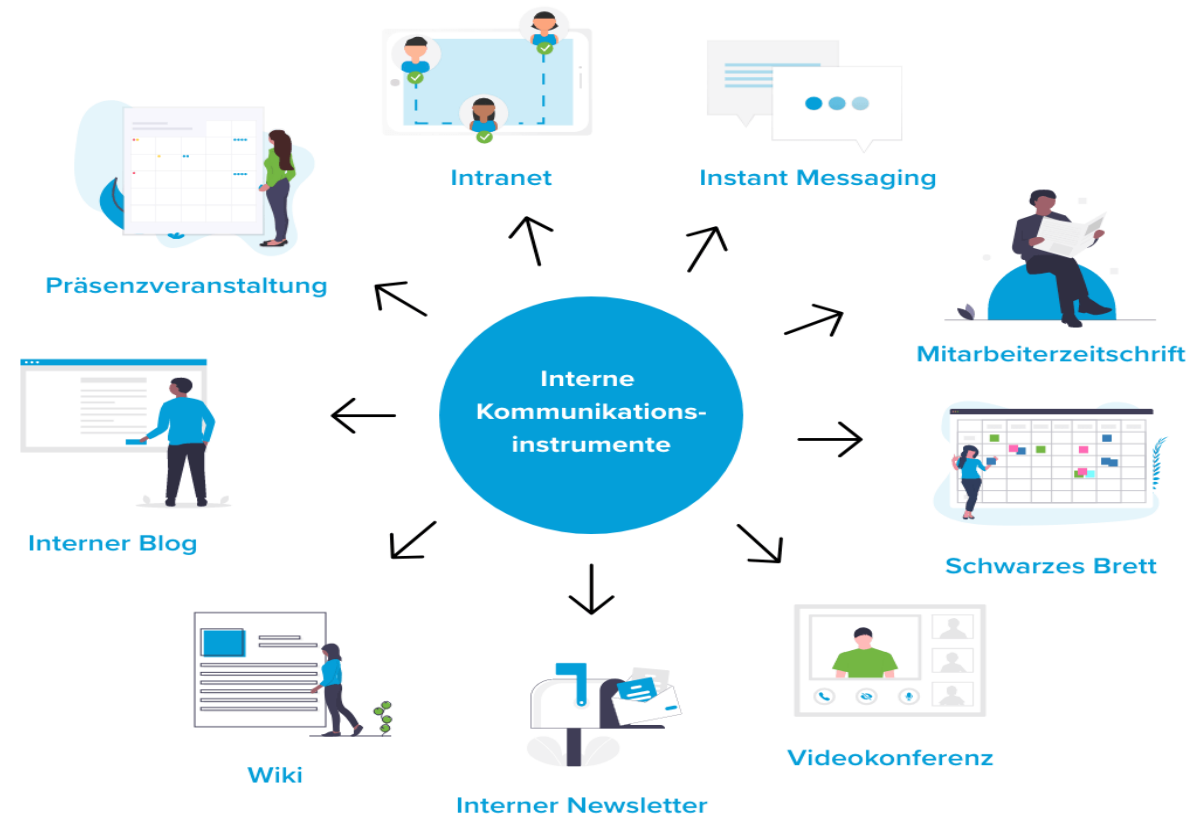 Intranet
Instant Messaging
Präsenzveranstaltung
Mitarbeiterzeitschrift
Interne
Kommunikations-
instrumente
Interner Blog
Schwarzes Brett
Videokonferenz
Wiki
Interner Newsletter